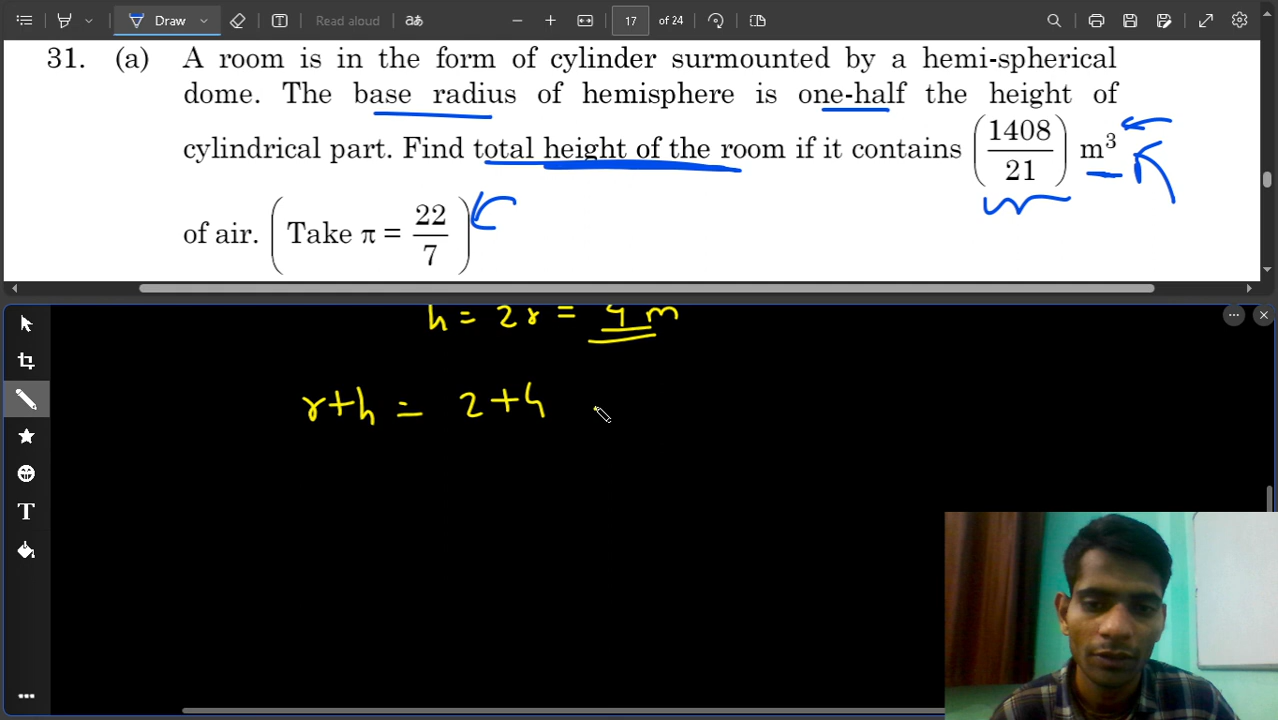 Draw
Read aloud
aあ
17 of 24
31. (a) A room is in the form of cylinder surmounted by a hemi-spherical
dome. The base radius of hemisphere is one-half the height of
cylindrical part. Find total height of the room if it contains (1408/21) m³
of air. (Take π = 22/7)
h = 2r = 4 m
r+h = 2+4
T